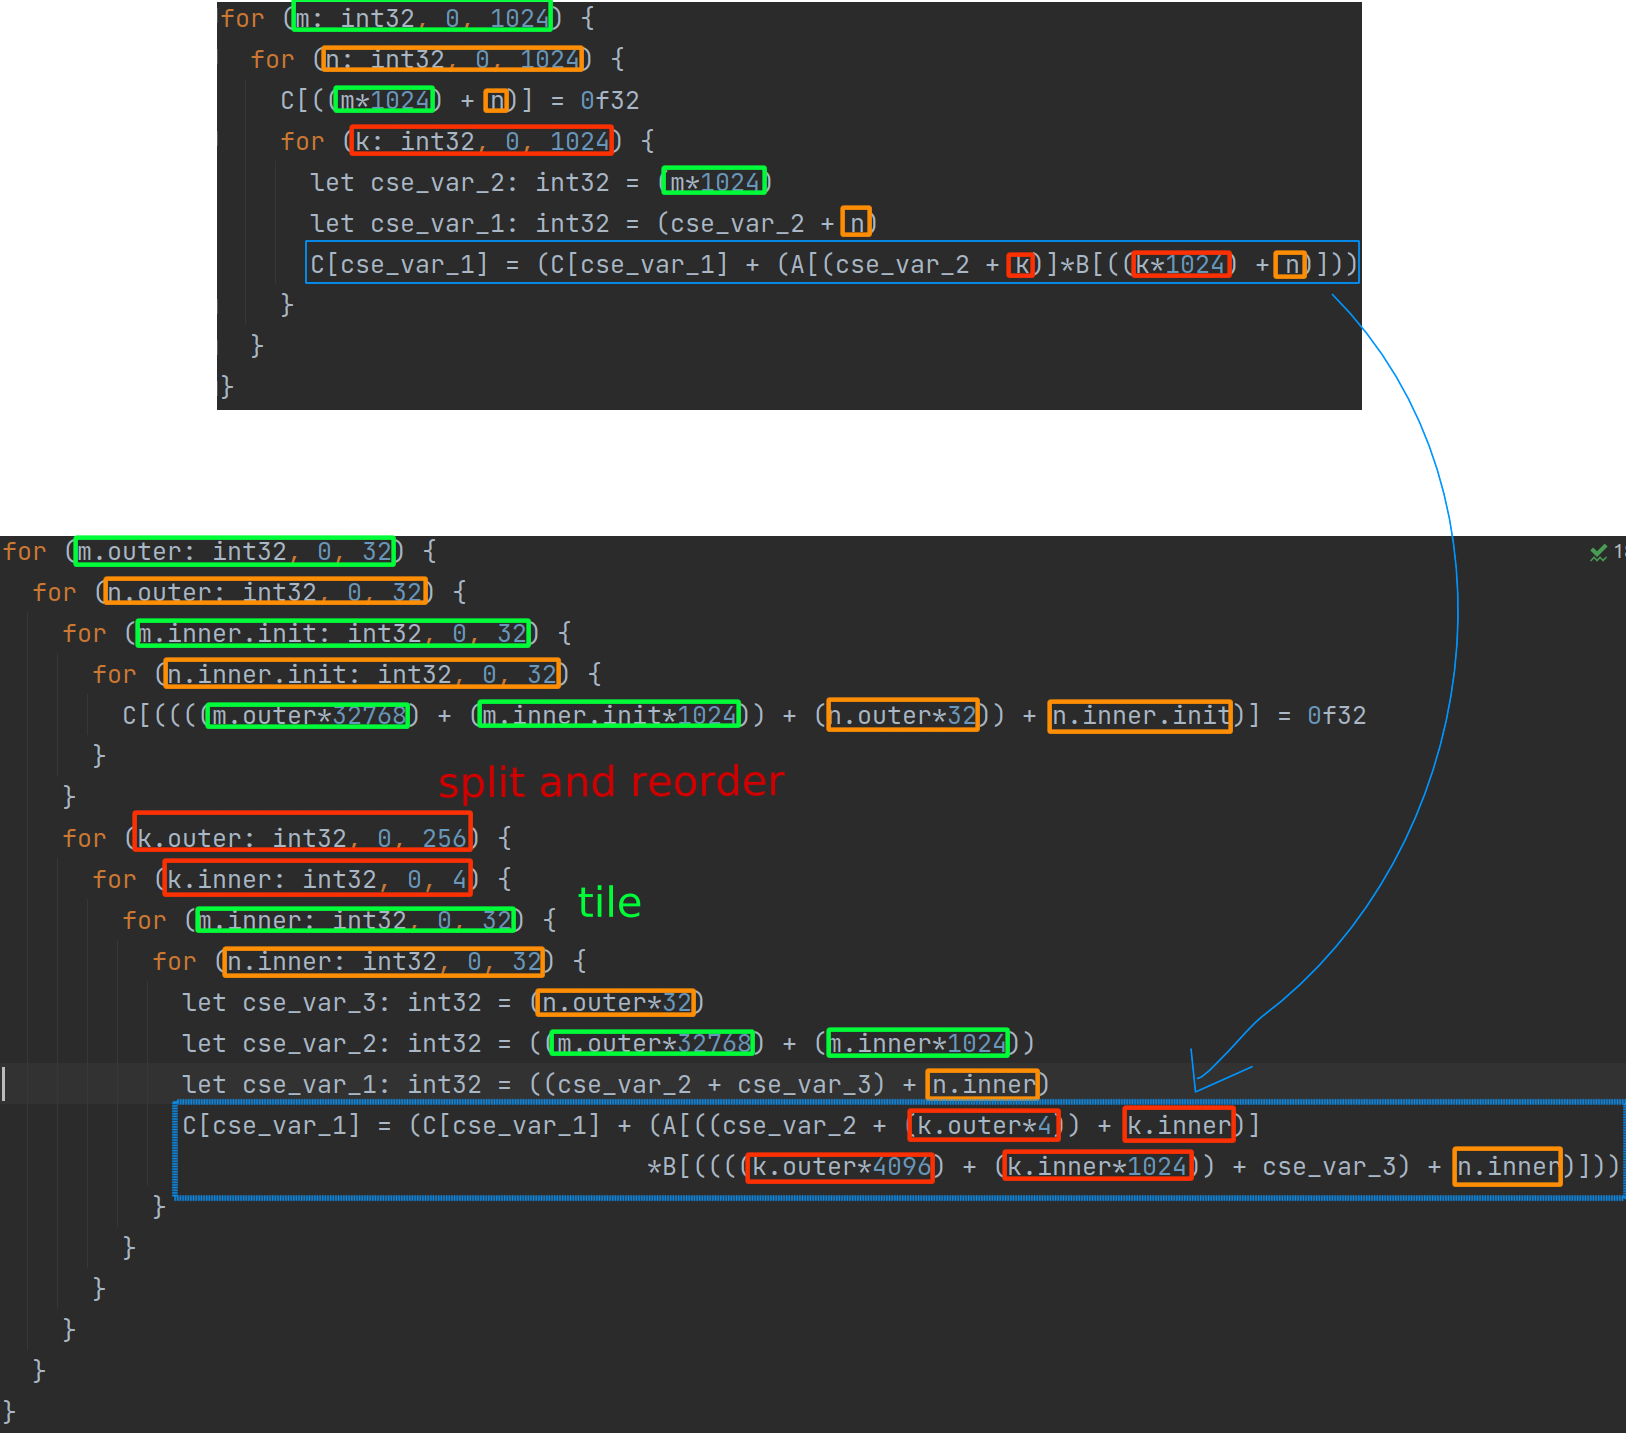 for (m: int32, 0, 1024) {
for (n: int32, 0, 1024) {
C[((m*1024) + n)] = 0f32
for (k: int32, 0, 1024) {
let cse_var_2: int32 = (m*1024)
let cse_var_1: int32 = (cse_var_2 + n)
C[cse_var_1] = (C[cse_var_1] + (A[(cse_var_2 + k)]*B[((k*1024) + n)]))
}
}
}
for (m.outer: int32, 0, 32) {
for (n.outer: int32, 0, 32) {
for (m.inner.init: int32, 0, 32) {
for (n.inner.init: int32, 0, 32) {
C[((((m.outer*32768) + (m.inner.init*1024)) + (n.outer*32)) + n.inner.init)] = 0f32
}
split and reorder
}
for (k.outer: int32, 0, 256) {
for (k.inner: int32, 0, 4) {
tile
for (m.inner: int32, 0, 32) {
for (n.inner: int32, 0, 32) {
let cse_var_3: int32 = (n.outer*32)
let cse_var_2: int32 = ((m.outer*32768) + (m.inner*1024))
let cse_var_1: int32 = ((cse_var_2 + cse_var_3) + n.inner)
C[cse_var_1] = (C[cse_var_1] + (A[((cse_var_2 + (k.outer*4)) + k.inner)]
*B[((((k.outer*4096) + (k.inner*1024)) + cse_var_3) + n.inner)]))
}
}
}
}
}
}